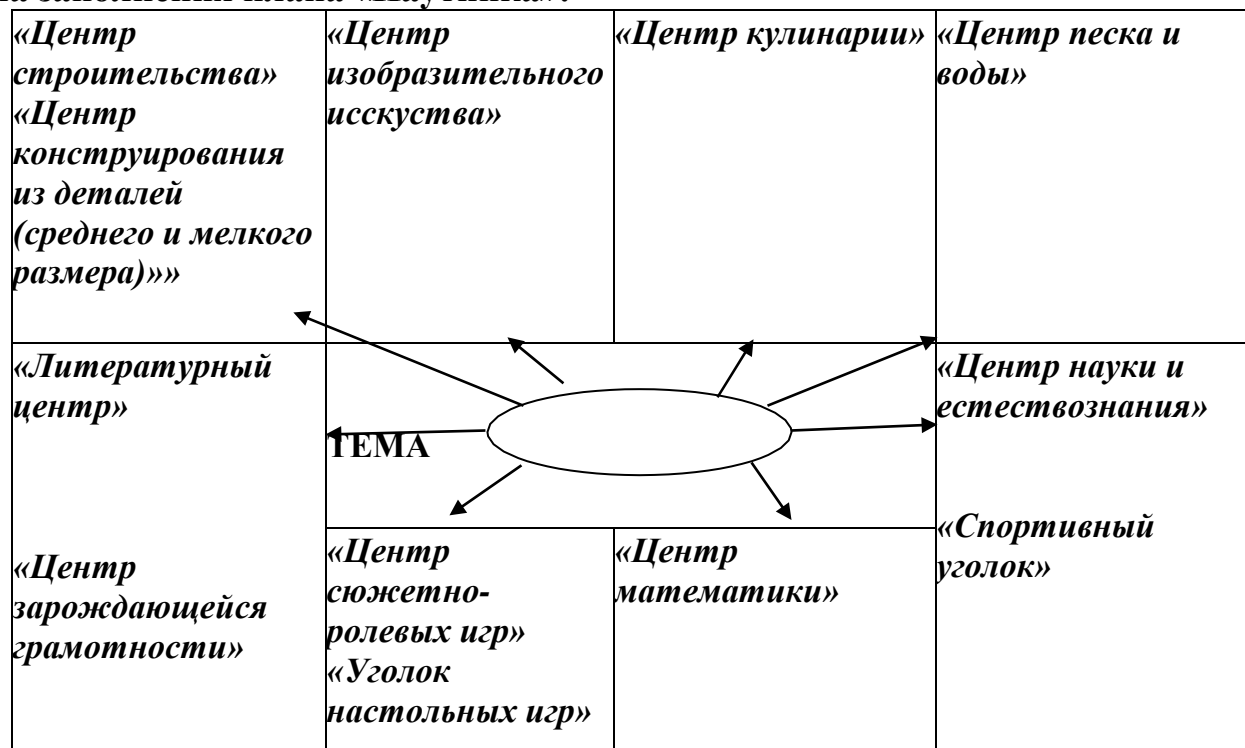 «Центр
строительства»
«Центр
конструирования
из деталей
(среднего и мелкого
размера)»»
«Центр
изобразительного
исскуства»
«Центр кулинарии»
«Центр песка и
воды»
«Литературный
центр»
«Центр
зарождающейся
грамотности»
ТЕМА
«Центр науки и
естествознания»
«Спортивный
уголок»
«Центр
сюжетно-
ролевых игр»
«Уголок
настольных игр»
«Центр
математики»